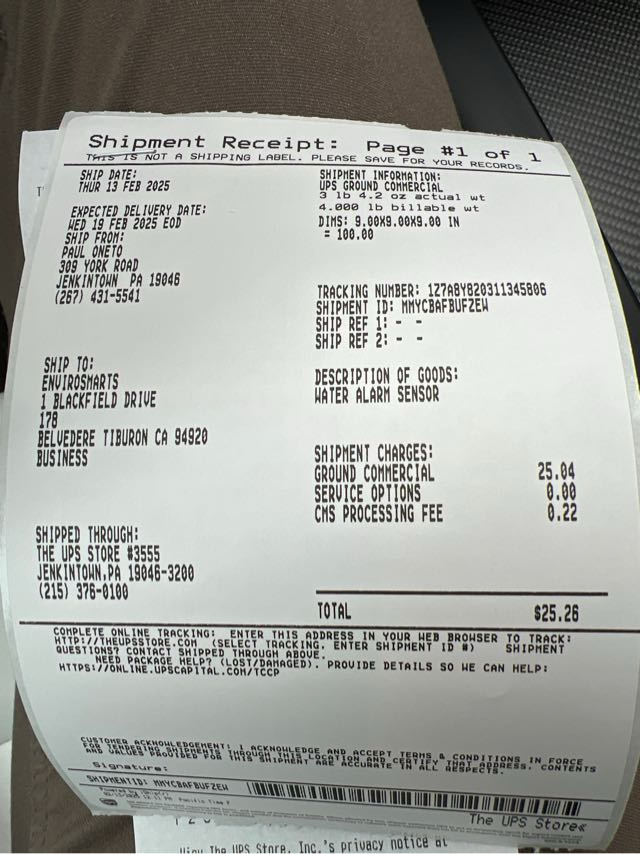 Shipment Receipt: Page #1 of 1
THIS IS NOT A SHIPPING LABEL. PLEASE SAVE FOR YOUR RECORDS.
SHIP DATE:
THUR 13 FEB 2025
EXPECTED DELIVERY DATE:
WED 19 FEB 2025 EOD
SHIP FROM:
PAUL ONETO
309 YORK ROAD
JENKINTOWN PA 19046
(267) 431-5541
SHIP TO:
ENVIROSMARTS
1 BLACKFIELD DRIVE
178
BELVEDERE TIBURON CA 94920
BUSINESS
SHIPPED THROUGH:
THE UPS STORE #3555
JENKINTOWN,PA 19046-3200
(215) 376-0100
SHIPMENT INFORMATION:
UPS GROUND COMMERCIAL
3 lb 4.2 oz actual wt
4.000 lb billable wt
DIMS: 9.00X9.00X9.00 IN
= 100.00
TRACKING NUMBER: 1Z7A8Y820311345806
SHIPMENT ID: MMYCBAFBUFZEW
SHIP REF 1: - -
SHIP REF 2: - -
DESCRIPTION OF GOODS:
WATER ALARM SENSOR
SHIPMENT CHARGES:
GROUND COMMERCIAL 25.04
SERVICE OPTIONS 0.00
CMS PROCESSING FEE 0.22
TOTAL $25.26
COMPLETE ONLINE TRACKING: ENTER THIS ADDRESS IN YOUR WEB BROWSER TO TRACK:
HTTP://THEUPSSTORE.COM (SELECT TRACKING, ENTER SHIPMENT ID #) SHIPMENT
QUESTIONS? CONTACT SHIPPED THROUGH ABOVE.
NEED PACKAGE HELP? (LOST/DAMAGED). PROVIDE DETAILS SO WE CAN HELP:
HTTPS://ONLINE.UPSCAPITAL.COM/TCCP
CUSTOMER ACKNOWLEDGEMENT: I ACKNOWLEDGE AND ACCEPT TERMS & CONDITIONS IN FORCE
FOR TENDERING SHIPMENTS THROUGH THIS LOCATION AND CERTIFY THAT ADDRESS, CONTENTS
AND VALUES PROVIDED FOR THIS SHIPMENT ARE ACCURATE IN ALL RESPECTS.
Signature:
SHIPMENTID: MMYCBAFBUFZEW
Powered by
Pacific Time
The UPS Store
The UPS Store, Inc.'s privacy notice at